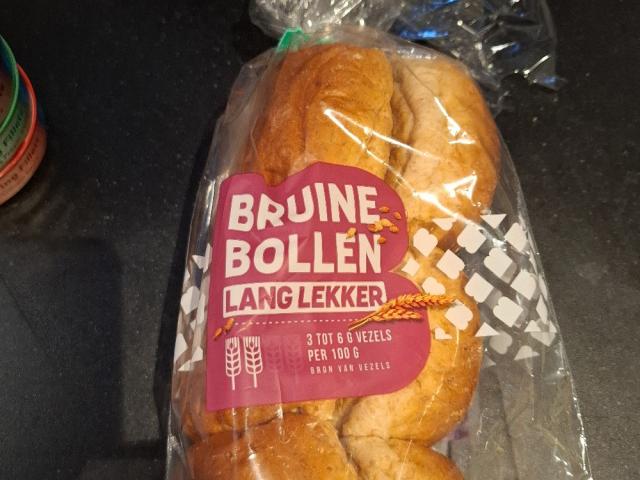 BRUINE
BOLLEN
LANG LEKKER
3 TOT 6 G VEZELS
PER 100 G
BRON VAN VEZELS